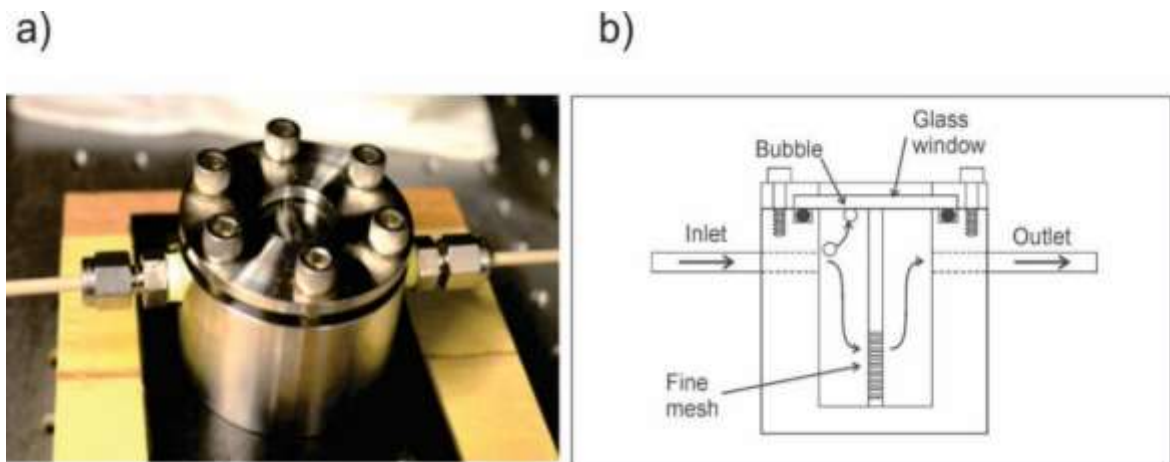 a)
b)
Glass
window
Bubble
Inlet
Outlet
Fine
mesh